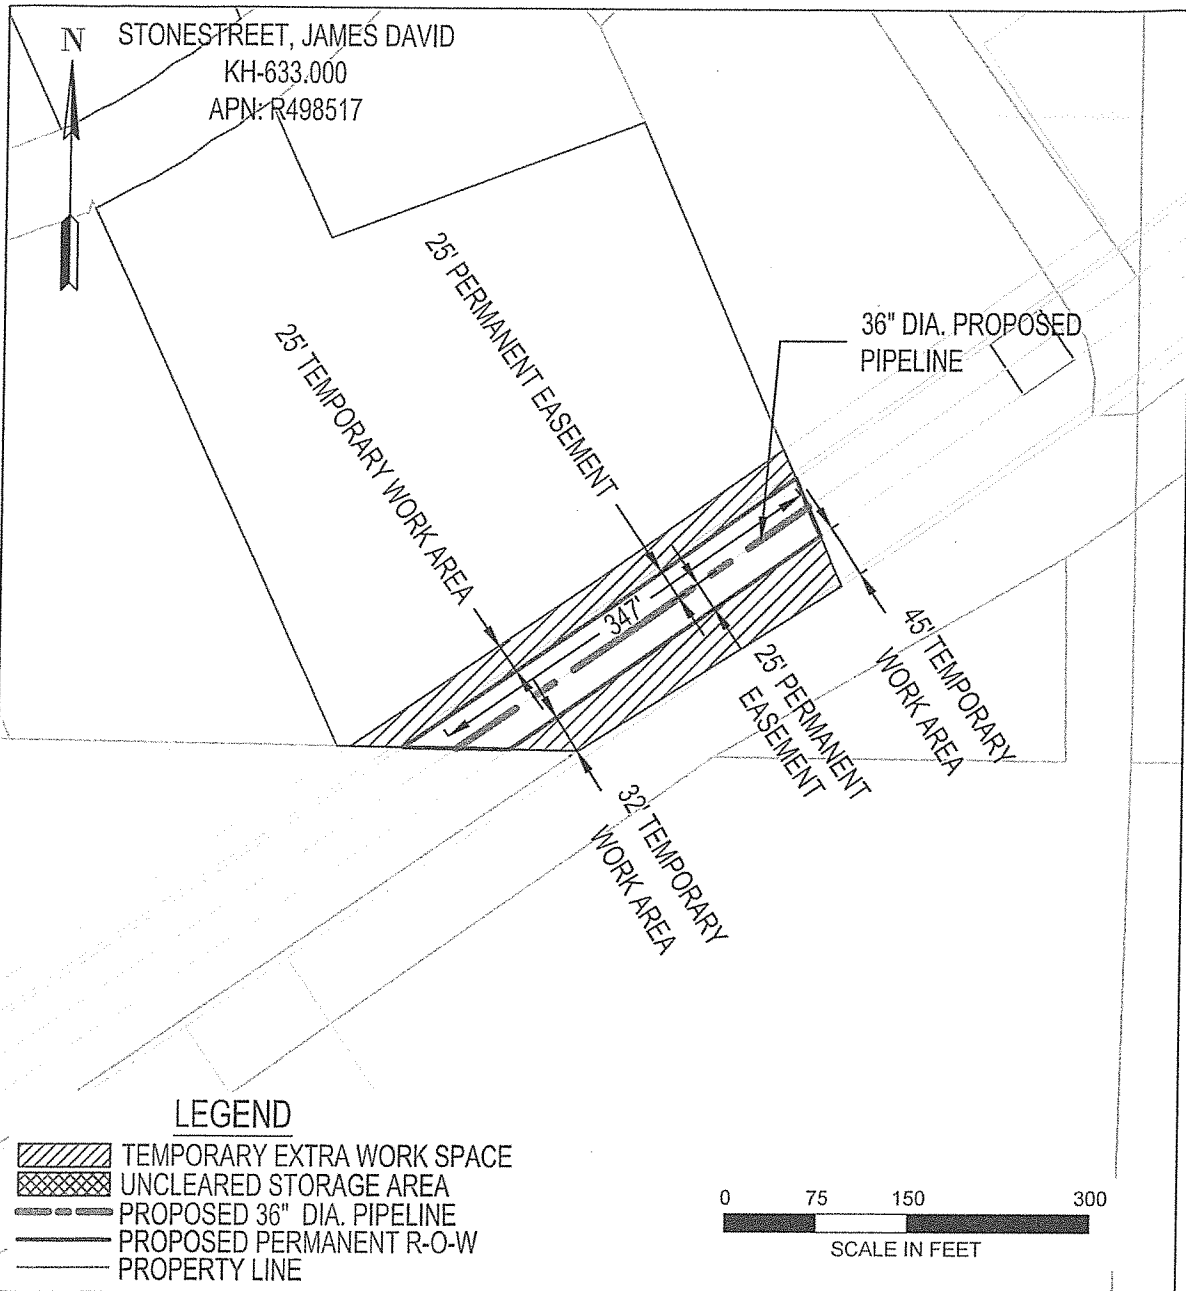 N
STONESTREET, JAMES DAVID
KH-633.000
APN: R498517
25' PERMANENT EASEMENT
25' TEMPORARY WORK AREA
36" DIA. PROPOSED
PIPELINE
347'
45' TEMPORARY
WORK AREA
25' PERMANENT
EASEMENT
32' TEMPORARY
WORK AREA
LEGEND
TEMPORARY EXTRA WORK SPACE
UNCLEARED STORAGE AREA
PROPOSED 36" DIA. PIPELINE
PROPOSED PERMANENT R-O-W
PROPERTY LINE
0 75 150 300
SCALE IN FEET